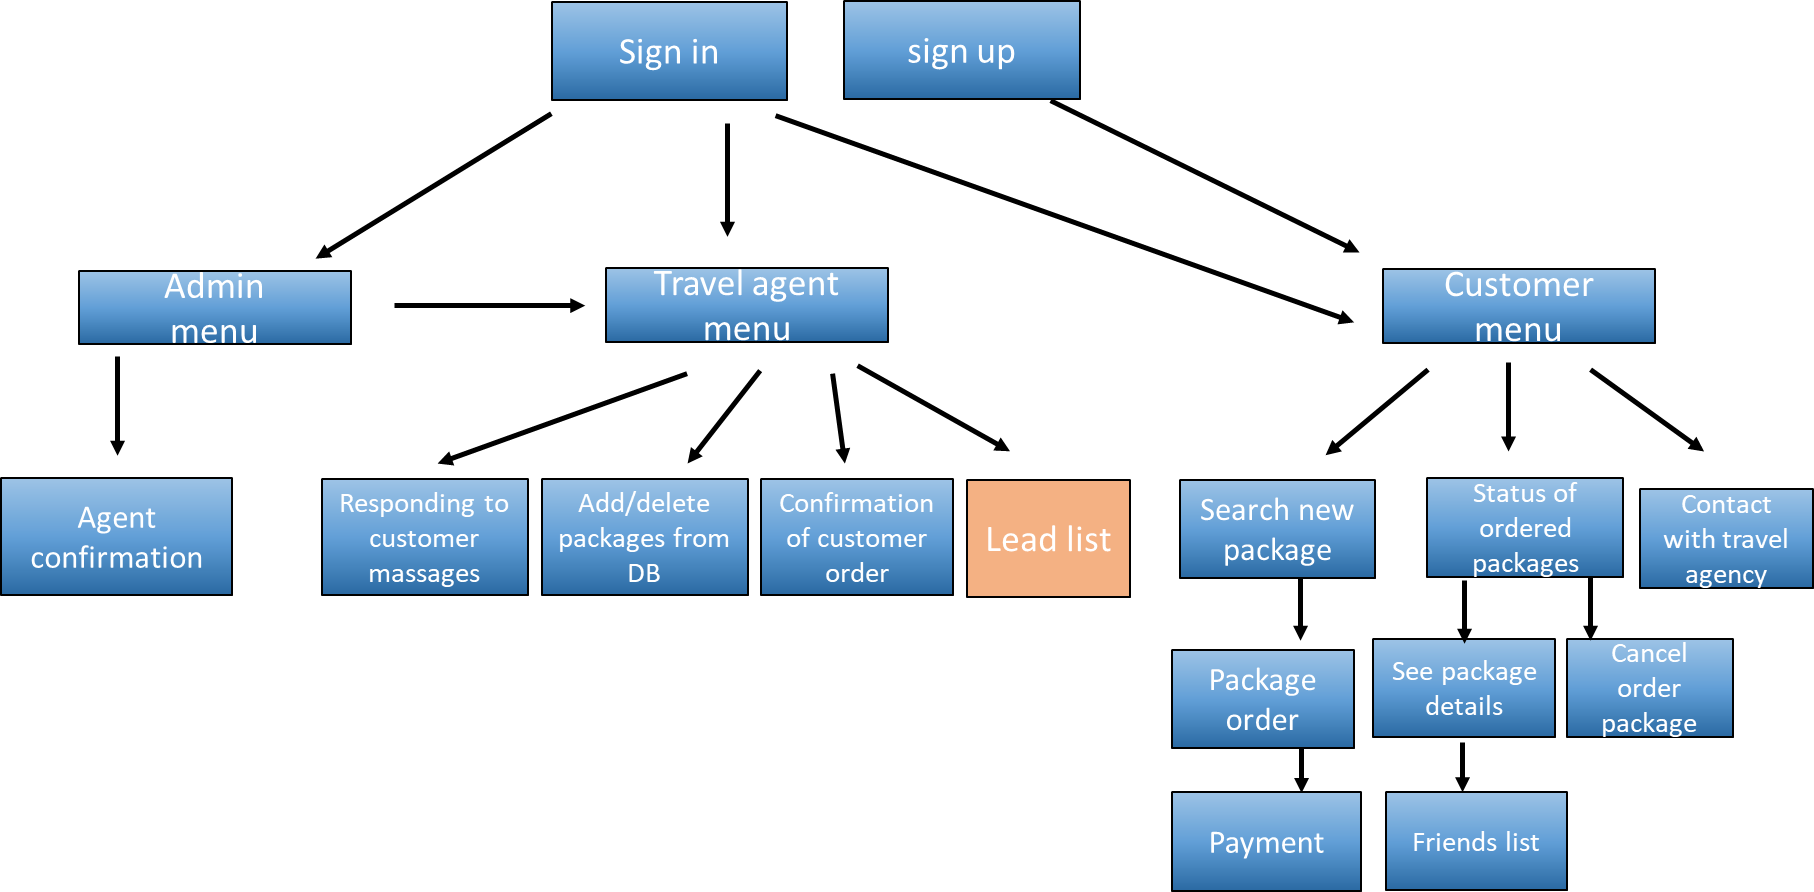 Sign in
sign up
Admin
menu
Travel agent
menu
Customer
menu
Agent
confirmation
Responding to
customer
massages
Add/delete
packages from
DB
Confirmation
of customer
order
Lead list
Search new
package
Status of
ordered
packages
Contact
with travel
agency
Package
order
See package
details
Cancel
order
package
Payment
Friends list